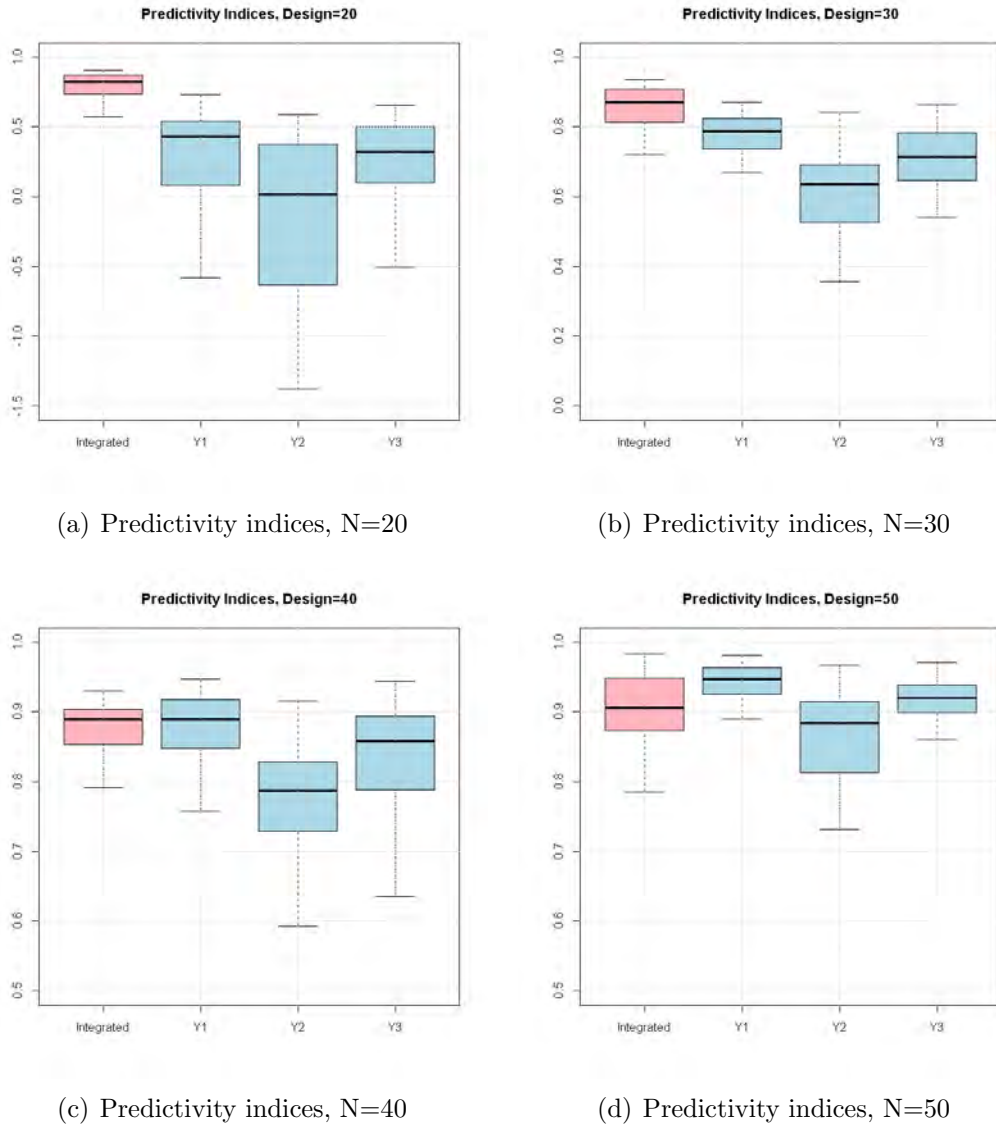 Predictivity Indices, Design=20
1.0
0.5
0.0
-0.5
-1.0
-1.5
Integrated Y1 Y2 Y3
(a) Predictivity indices, N=20
Predictivity Indices, Design=30
1.0
0.8
0.6
0.4
0.2
0.0
Integrated Y1 Y2 Y3
(b) Predictivity indices, N=30
Predictivity Indices, Design=40
1.0
0.9
0.8
0.7
0.6
0.5
Integrated Y1 Y2 Y3
(c) Predictivity indices, N=40
Predictivity Indices, Design=50
1.0
0.9
0.8
0.7
0.6
0.5
Integrated Y1 Y2 Y3
(d) Predictivity indices, N=50